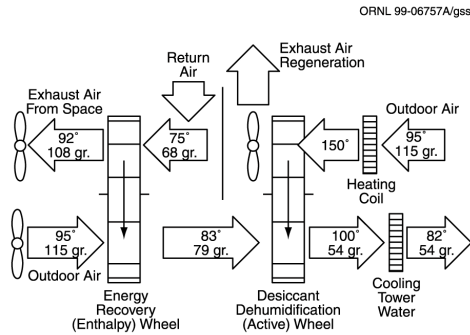 ORNL 99-06757A/gss
Return
Air
Exhaust Air
Regeneration
Exhaust Air
From Space
Outdoor Air
92°
108 gr.
75°
68 gr.
150°
95°
115 gr.
Heating
Coil
95°
115 gr.
83°
79 gr.
100°
54 gr.
82°
54 gr.
Outdoor Air
Energy
Recovery
(Enthalpy) Wheel
Desiccant
Dehumidification
(Active) Wheel
Cooling
Tower
Water